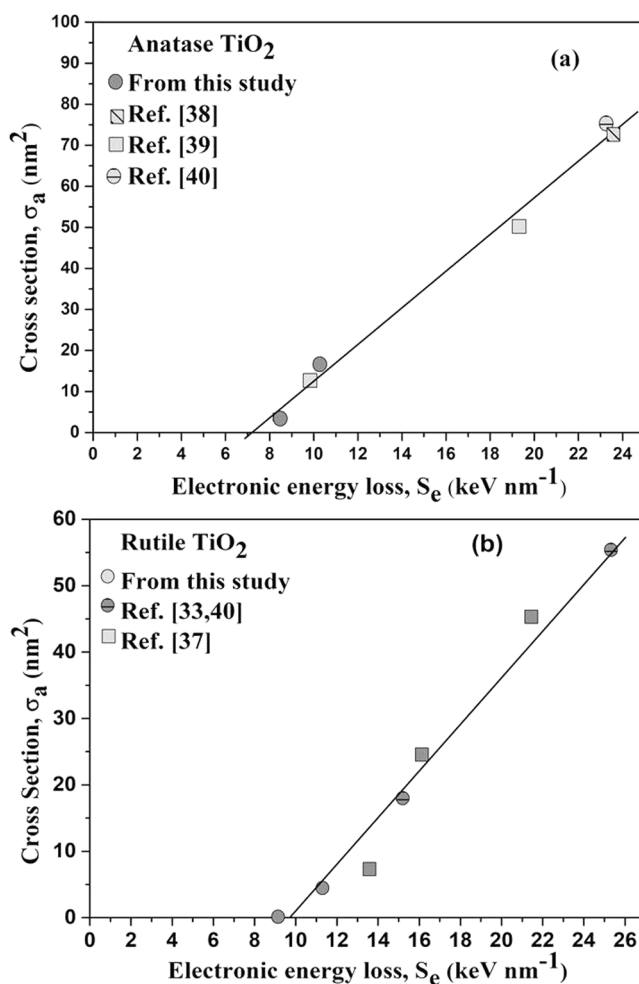 100
90
80
70
60
50
40
30
20
10
0
Cross section, σa (nm2)
Anatase TiO2
(a)
From this study
Ref. [38]
Ref. [39]
Ref. [40]
0 2 4 6 8 10 12 14 16 18 20 22 24
Electronic energy loss, Se (keV nm-1)
60
50
40
30
20
10
0
Cross Section, σa (nm2)
Rutile TiO2
(b)
From this study
Ref. [33,40]
Ref. [37]
0 2 4 6 8 10 12 14 16 18 20 22 24 26
Electronic energy loss, Se (keV nm-1)